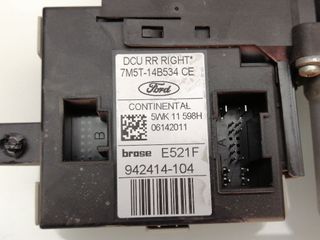 DCU RR RIGHT*
7M5T-14B534 CE
Ford
CONTINENTAL
5WK 11 598H
06142011
brose E521F
942414-104
B